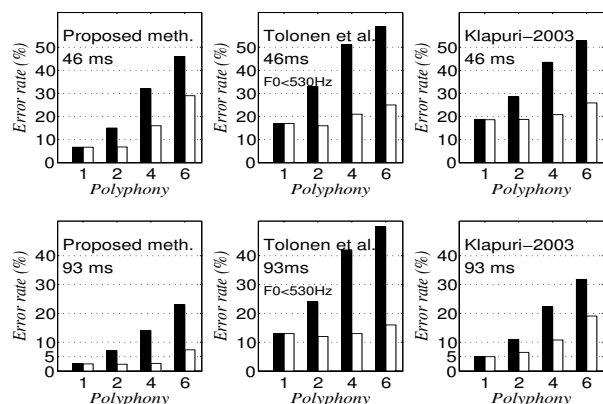 Proposed meth.
46 ms
Error rate (%)
50
40
30
20
10
0
1 2 4 6
Polyphony
Tolonen et al.
46ms
F0<530Hz
Error rate (%)
50
40
30
20
10
0
1 2 4 6
Polyphony
Klapuri−2003
46 ms
Error rate (%)
50
40
30
20
10
0
1 2 4 6
Polyphony
Proposed meth.
93 ms
Error rate (%)
40
30
20
10
5
0
1 2 4 6
Polyphony
Tolonen et al.
93ms
F0<530Hz
Error rate (%)
40
30
20
10
0
1 2 4 6
Polyphony
Klapuri−2003
93 ms
Error rate (%)
40
30
20
10
5
0
1 2 4 6
Polyphony